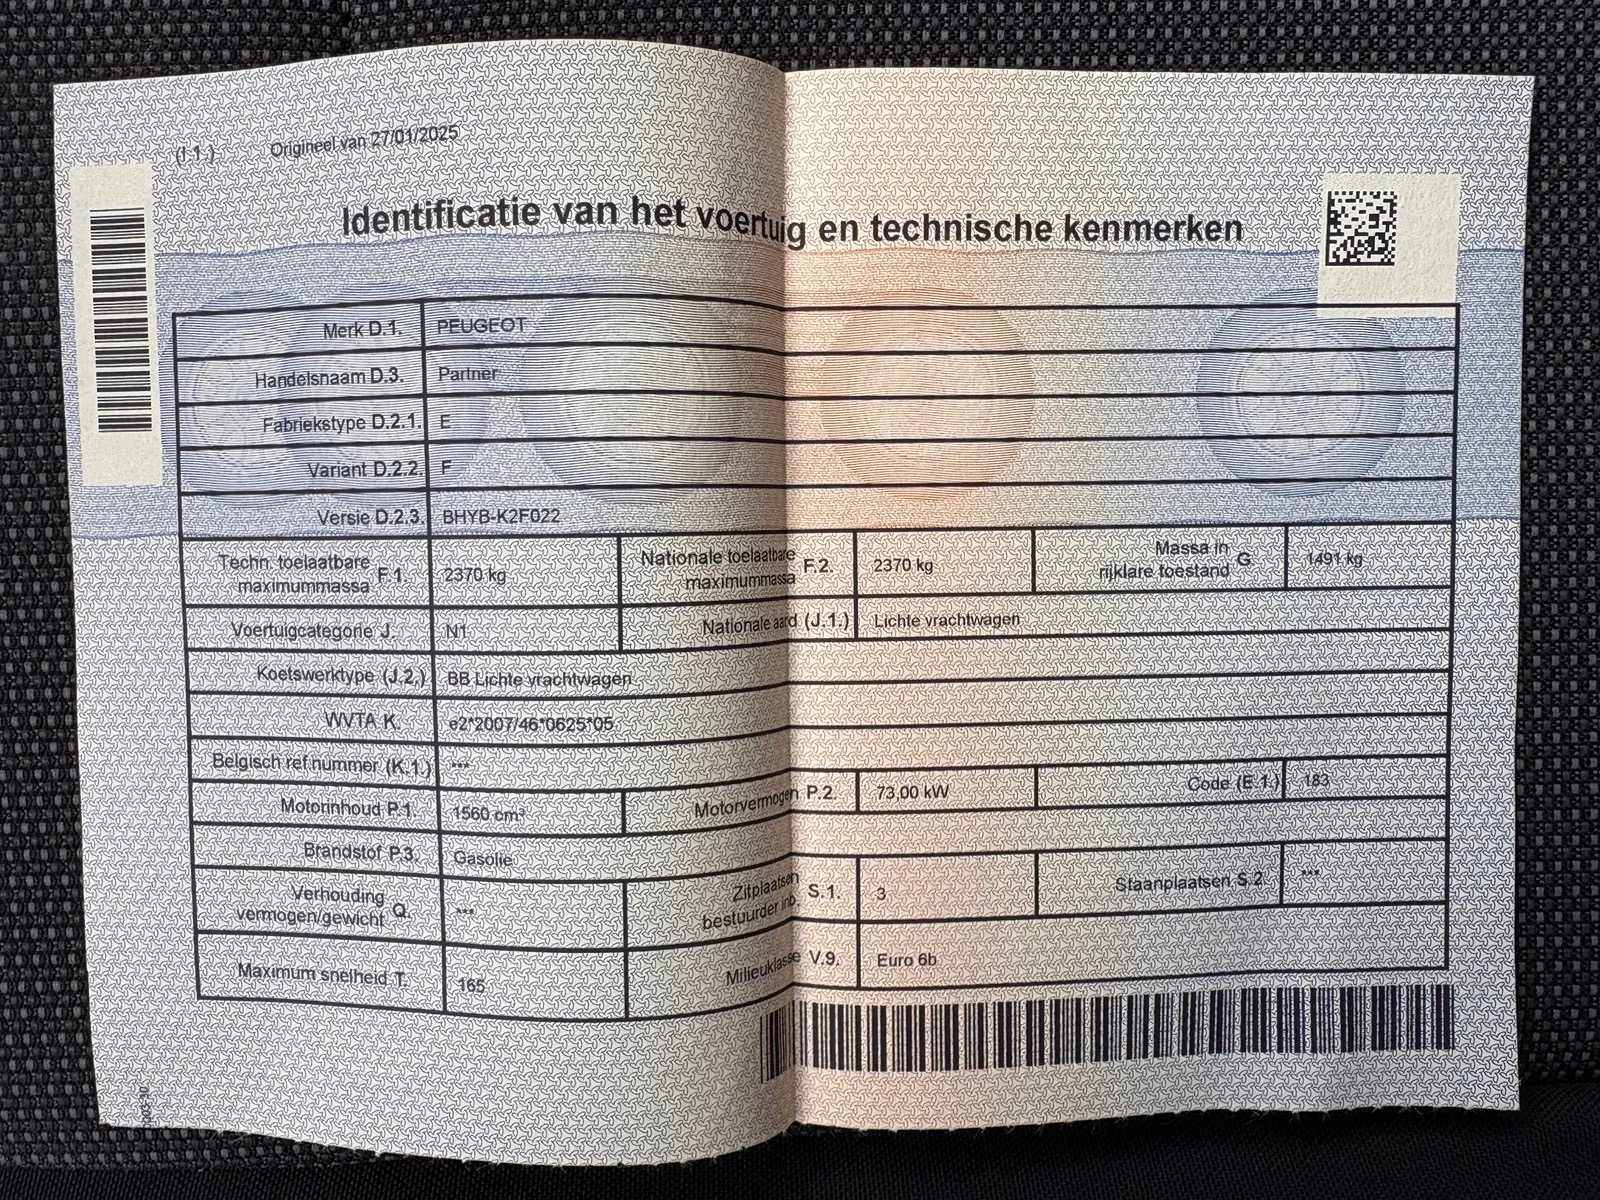 (I.1.) Origineel van 27/01/2025
Identificatie van het voertuig en technische kenmerken
Merk D.1. PEUGEOT
Handelsnaam D.3. Partner
Fabriekstype D.2.1. E
Variant D.2.2. F
Versie D.2.3. BHYB-K2F022
Techn. toelaatbare maximummassa F.1. 2370 kg Nationale toelaatbare maximummassa F.2. 2370 kg Massa in rijklare toestand G. 1491 kg
Voertuigcategorie J. N1 Nationale aard (J.1.) Lichte vrachtwagen
Koetswerktype (J.2.) BB Lichte vrachtwagen
WVTA K. e2*2007/46*0625*05
Belgisch ref.nummer (K.1.) ***
Motorinhoud P.1. 1560 cm³ Motorvermogen P.2. 73,00 kW Code (E.1.) 183
Brandstof P.3. Gasolie
Verhouding vermogen/gewicht Q. *** Zitplaatsen bestuurder inb. S.1. 3 Staanplaatsen S.2. ***
Maximum snelheid T. 165 Milieuklasse V.9. Euro 6b